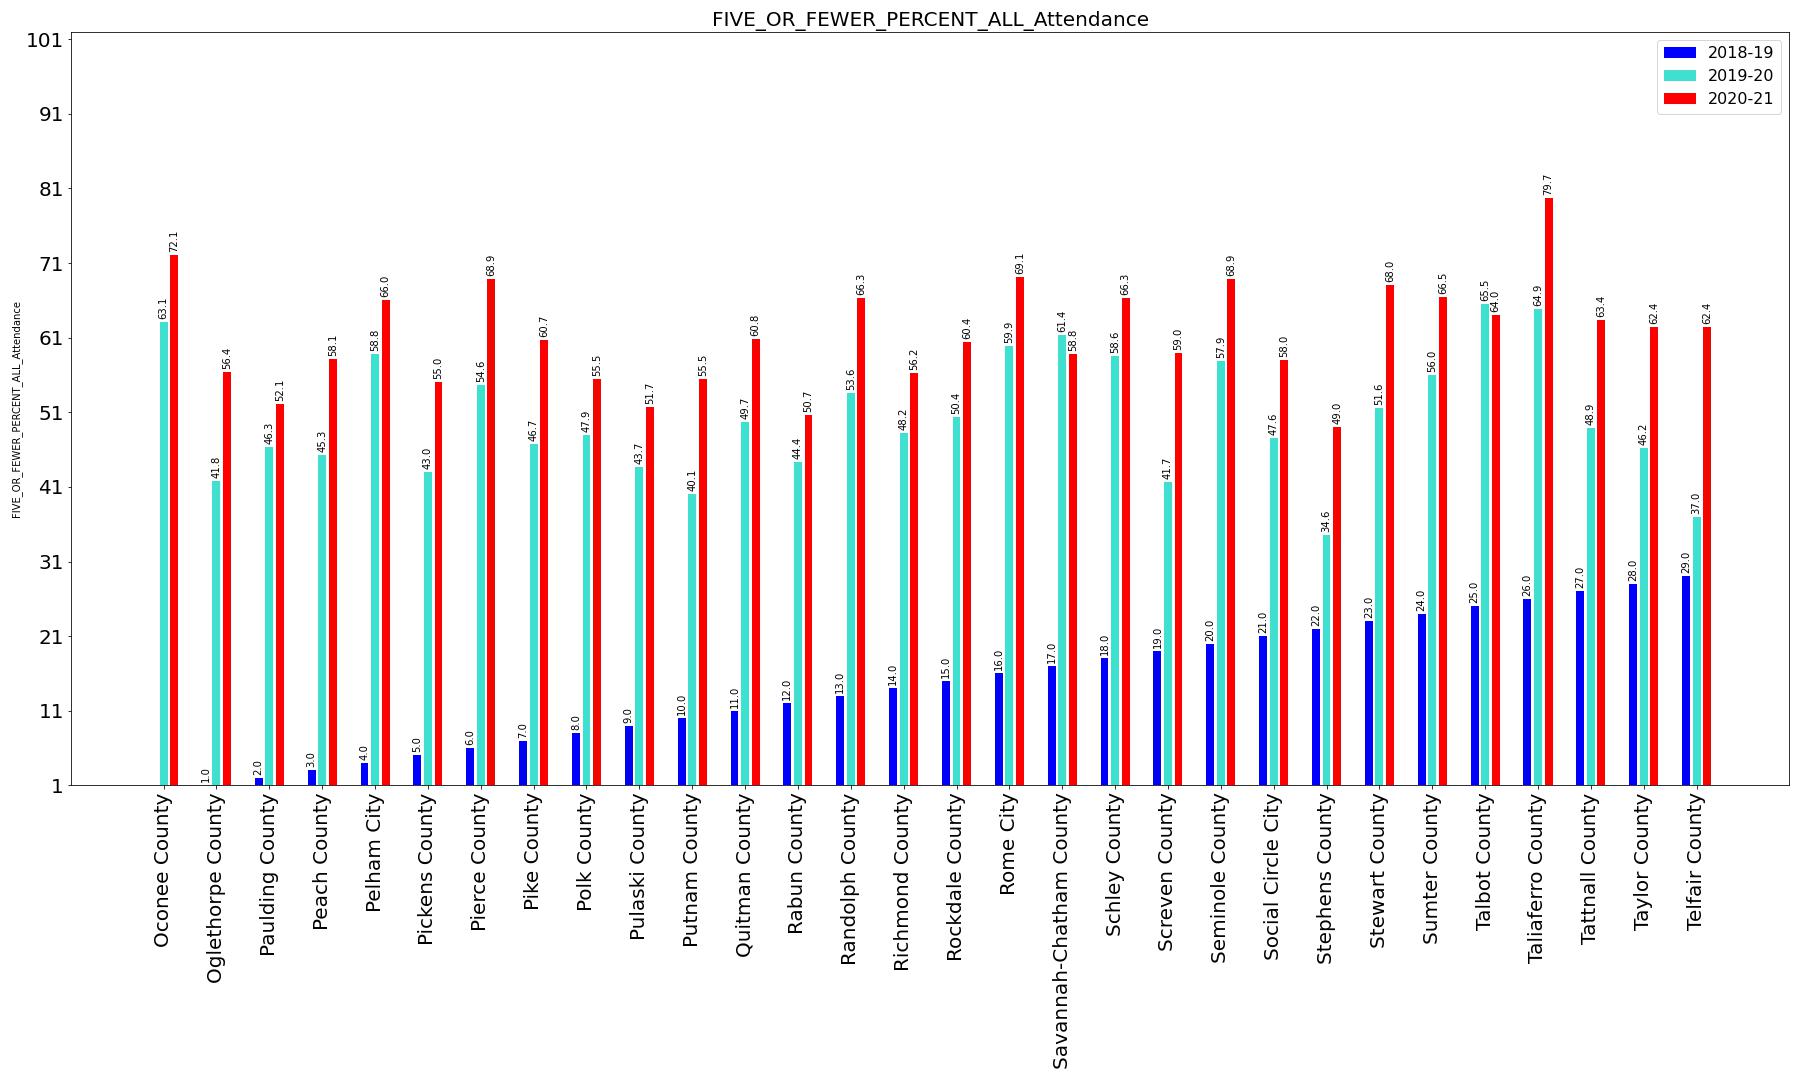 FIVE_OR_FEWER_PERCENT_ALL_Attendance
2018-19
2019-20
2020-21
FIVE_OR_FEWER_PERCENT_ALL_Attendance
101
91
81
71
61
51
41
31
21
11
1
63.1 72.1
1.0 41.8 56.4
2.0 46.3 52.1
3.0 45.3 58.1
4.0 58.8 66.0
5.0 43.0 55.0
6.0 54.6 68.9
7.0 46.7 60.7
8.0 47.9 55.5
9.0 43.7 51.7
10.0 40.1 55.5
11.0 49.7 60.8
12.0 44.4 50.7
13.0 53.6 66.3
14.0 48.2 56.2
15.0 50.4 60.4
16.0 59.9 69.1
17.0 61.4 58.8
18.0 58.6 66.3
19.0 41.7 59.0
20.0 57.9 68.9
21.0 47.6 58.0
22.0 34.6 49.0
23.0 51.6 68.0
24.0 56.0 66.5
25.0 65.5 64.0
26.0 64.9 79.7
27.0 48.9 63.4
28.0 46.2 62.4
29.0 37.0 62.4
Oconee County
Oglethorpe County
Paulding County
Peach County
Pelham City
Pickens County
Pierce County
Pike County
Polk County
Pulaski County
Putnam County
Quitman County
Rabun County
Randolph County
Richmond County
Rockdale County
Rome City
Savannah-Chatham County
Schley County
Screven County
Seminole County
Social Circle City
Stephens County
Stewart County
Sumter County
Talbot County
Taliaferro County
Tattnall County
Taylor County
Telfair County